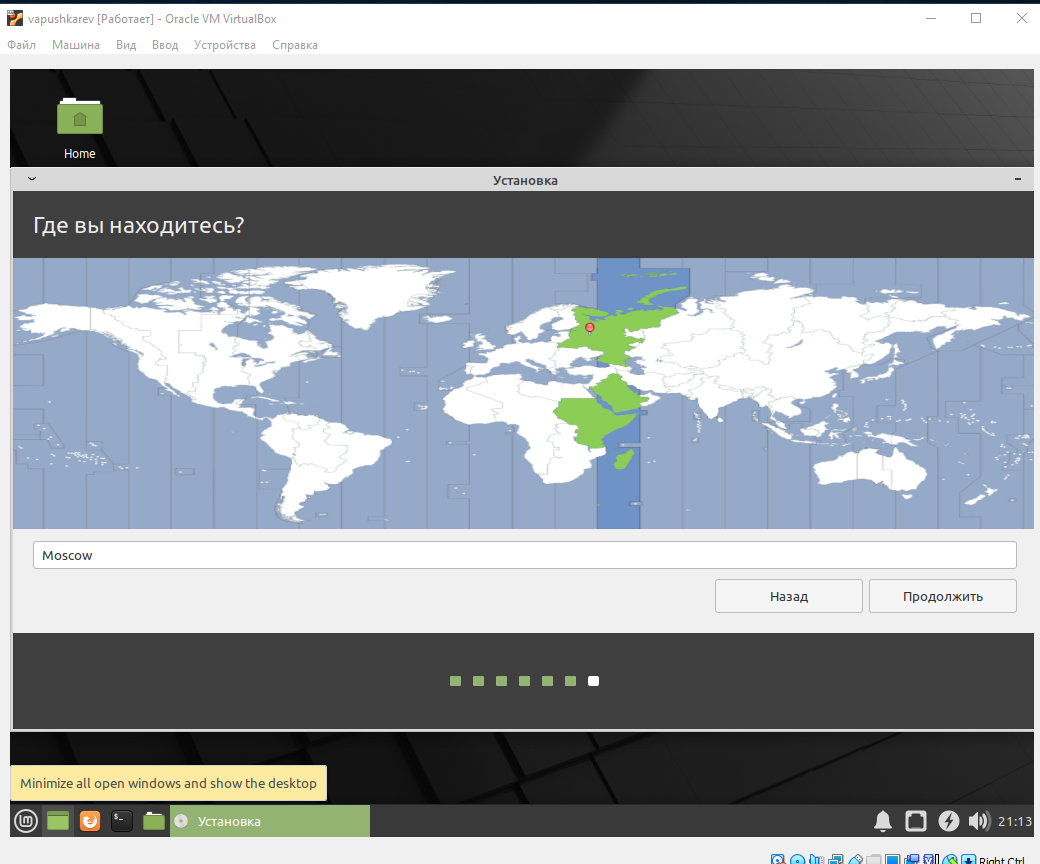 vapushkarev [Работает] - Oracle VM VirtualBox
Файл Машина Вид Ввод Устройства Справка
Home
Установка
Где вы находитесь?
Moscow
Назад Продолжить
Minimize all open windows and show the desktop
Установка 21:13
Right Ctrl